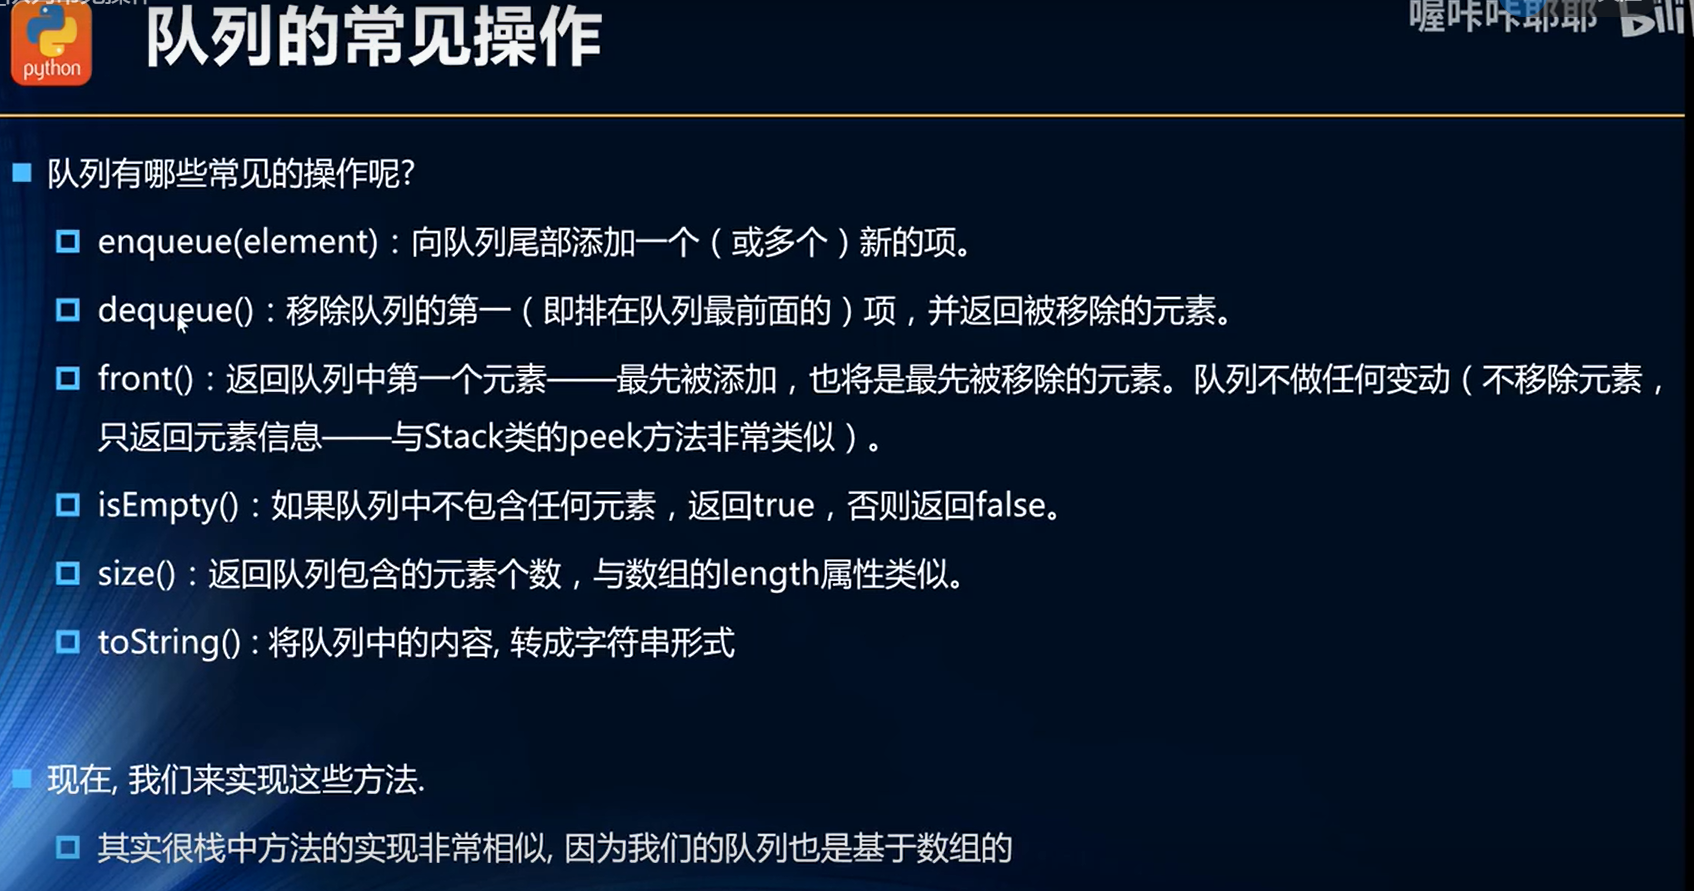 python
队列的常见操作
喔咔咔耶耶
队列有哪些常见的操作呢?
enqueue(element)：向队列尾部添加一个（或多个）新的项。
dequeue()：移除队列的第一（即排在队列最前面的）项，并返回被移除的元素。
front()：返回队列中第一个元素——最先被添加，也将是最先被移除的元素。队列不做任何变动（不移除元素，
只返回元素信息——与Stack类的peek方法非常类似）。
isEmpty()：如果队列中不包含任何元素，返回true，否则返回false。
size()：返回队列包含的元素个数，与数组的length属性类似。
toString() : 将队列中的内容, 转成字符串形式
现在, 我们来实现这些方法.
其实很栈中方法的实现非常相似, 因为我们的队列也是基于数组的